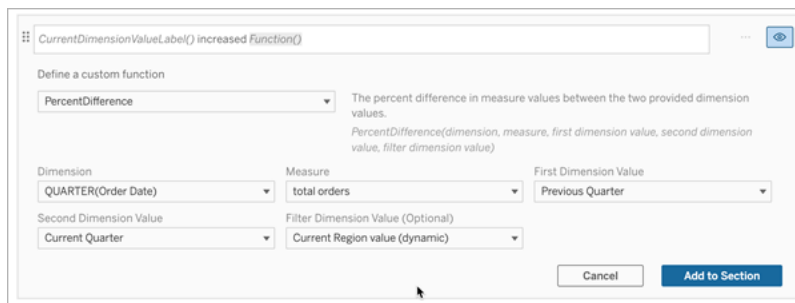 CurrentDimensionValueLabel() increased Function()
Define a custom function
PercentDifference
The percent difference in measure values between the two provided dimension
values.
PercentDifference(dimension, measure, first dimension value, second dimension
value, filter dimension value)
Dimension Measure First Dimension Value
QUARTER(Order Date) total orders Previous Quarter
Second Dimension Value Filter Dimension Value (Optional)
Current Quarter Current Region value (dynamic)
Cancel Add to Section